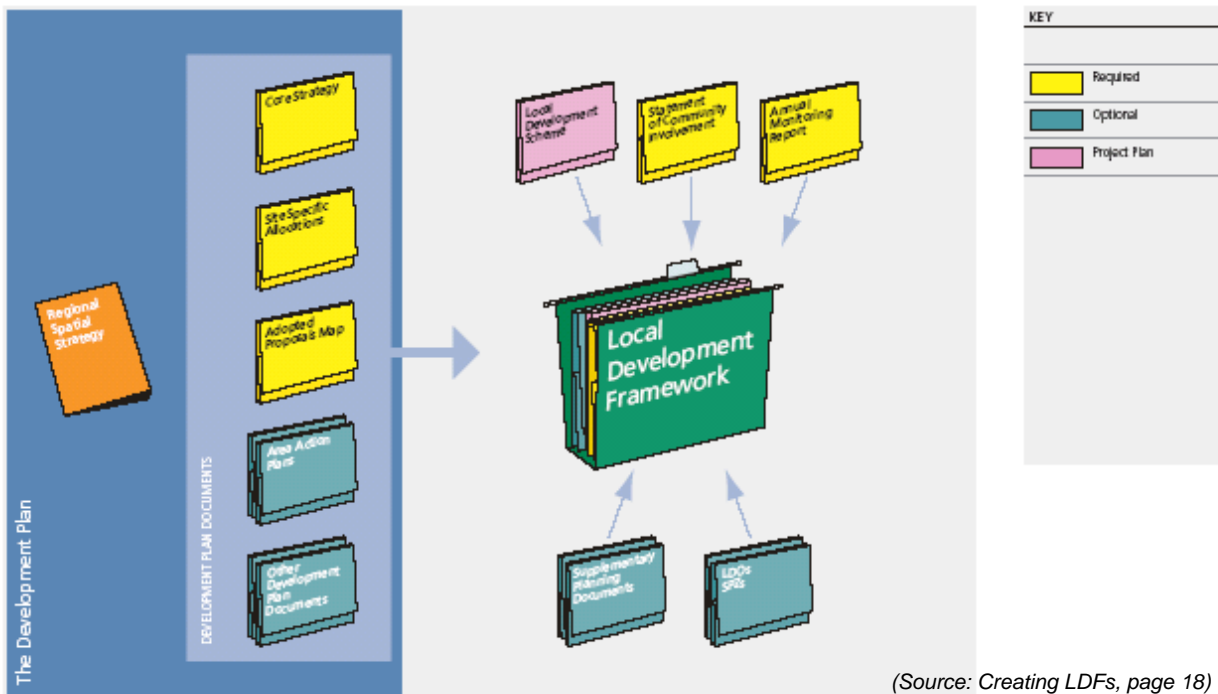 The Development Plan
Regional
Spatial
Strategy
DEVELOPMENT PLAN DOCUMENTS
Core Strategy
Site Specific
Allocations
Adopted
Proposals Map
Area Action
Plans
Other
Development
Plan
Documents
Local
Development
Scheme
Statement
of Community
Involvement
Annual
Monitoring
Report
Local
Development
Framework
Supplementary
Planning
Documents
LDOs
SPZs
KEY
Required
Optional
Project Plan
(Source: Creating LDFs, page 18)